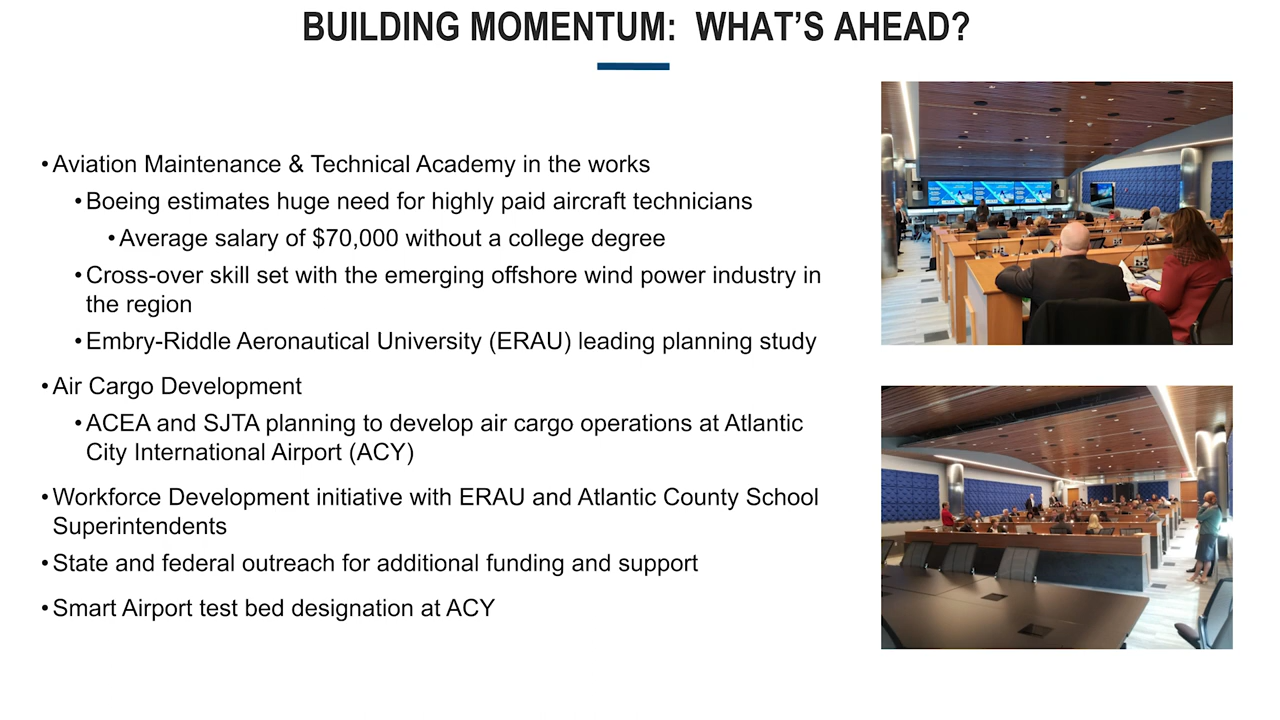 BUILDING MOMENTUM:  WHAT'S AHEAD?
• Aviation Maintenance & Technical Academy in the works
• Boeing estimates huge need for highly paid aircraft technicians
• Average salary of $70,000 without a college degree
• Cross-over skill set with the emerging offshore wind power industry in
the region
• Embry-Riddle Aeronautical University (ERAU) leading planning study
• Air Cargo Development
• ACEA and SJTA planning to develop air cargo operations at Atlantic
City International Airport (ACY)
• Workforce Development initiative with ERAU and Atlantic County School
Superintendents
• State and federal outreach for additional funding and support
• Smart Airport test bed designation at ACY